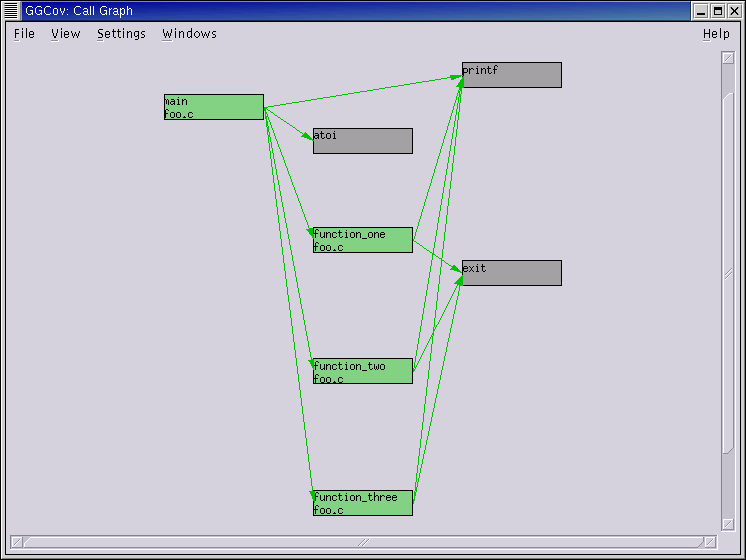 GGCov: Call Graph
File View Settings Windows Help
printf
main
foo.c
atoi
function_one
foo.c
exit
function_two
foo.c
function_three
foo.c